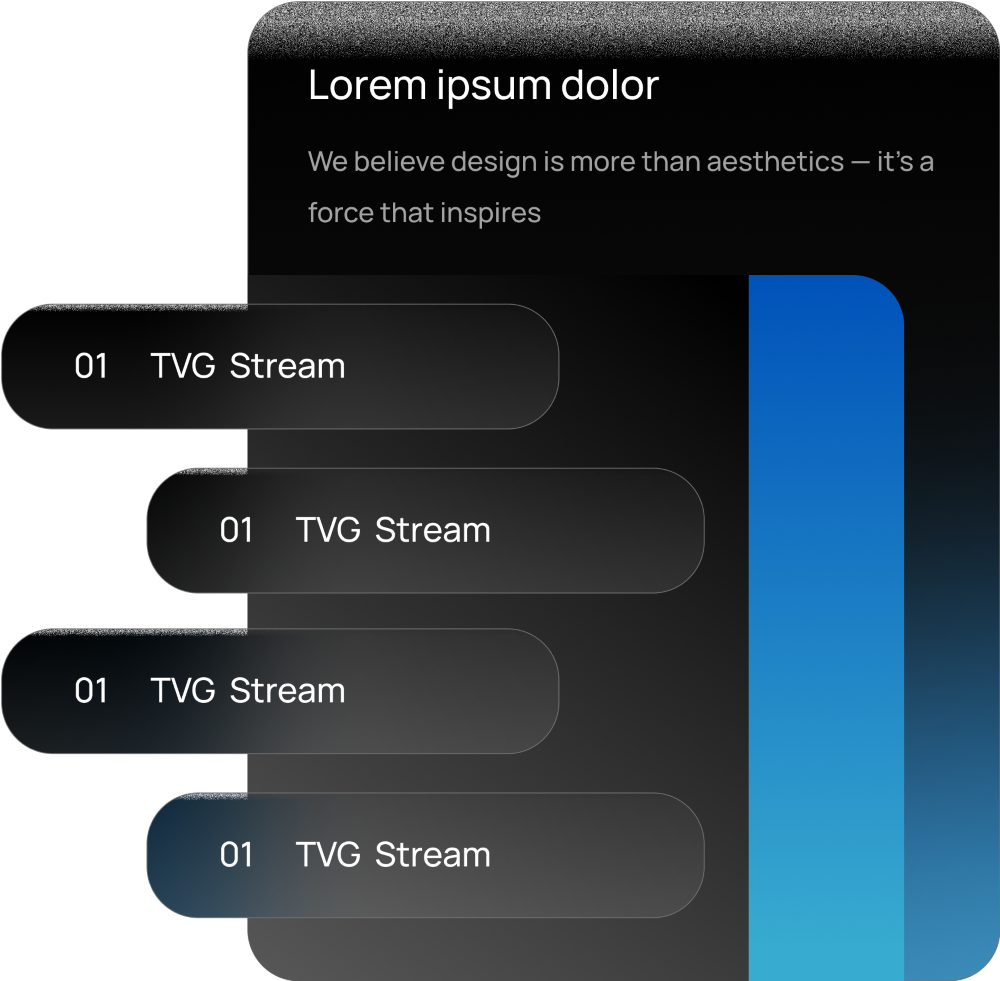 Lorem ipsum dolor
We believe design is more than aesthetics — it’s a
force that inspires
01 TVG Stream
01 TVG Stream
01 TVG Stream
01 TVG Stream